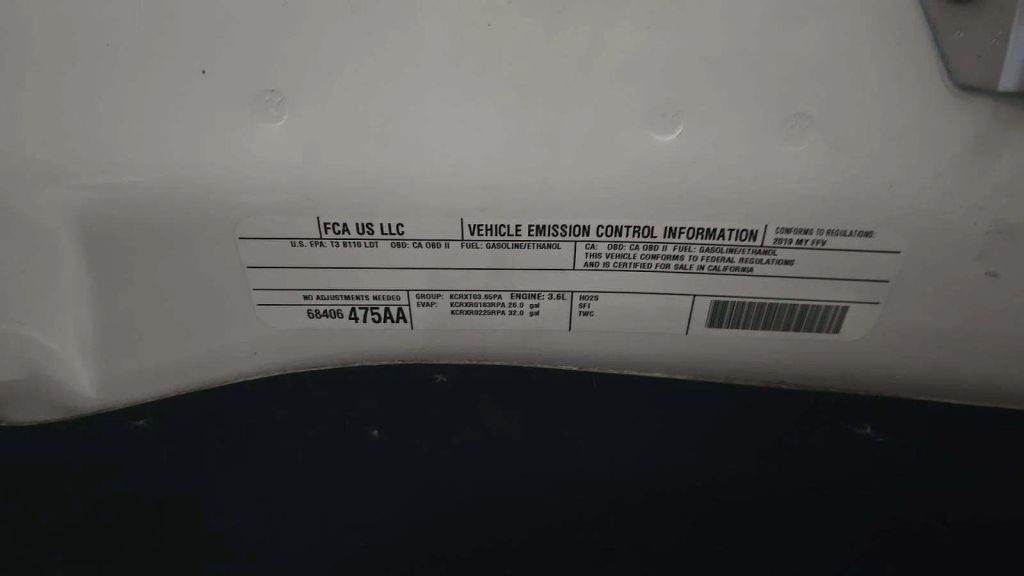 FCA US LLC
VEHICLE EMISSION CONTROL INFORMATION
CONFORMS TO REGULATIONS:
2019 MY FFV
U.S. EPA: T3 B110 LDT OBD: CA OBD II FUEL: GASOLINE/ETHANOL
CA: OBD: CA OBD II FUEL: GASOLINE/ETHANOL
THIS VEHICLE CONFORMS TO FEDERAL REGULATIONS
AND IS CERTIFIED FOR SALE IN CALIFORNIA
NO ADJUSTMENTS NEEDED
68406 475AA
GROUP: KCRXT03.65PA ENGINE: 3.6L
EVAP: KCRXR0183RPA 26.0 gal
KCRXR0225RPA 32.0 gal
HO2S
SFI
TWC